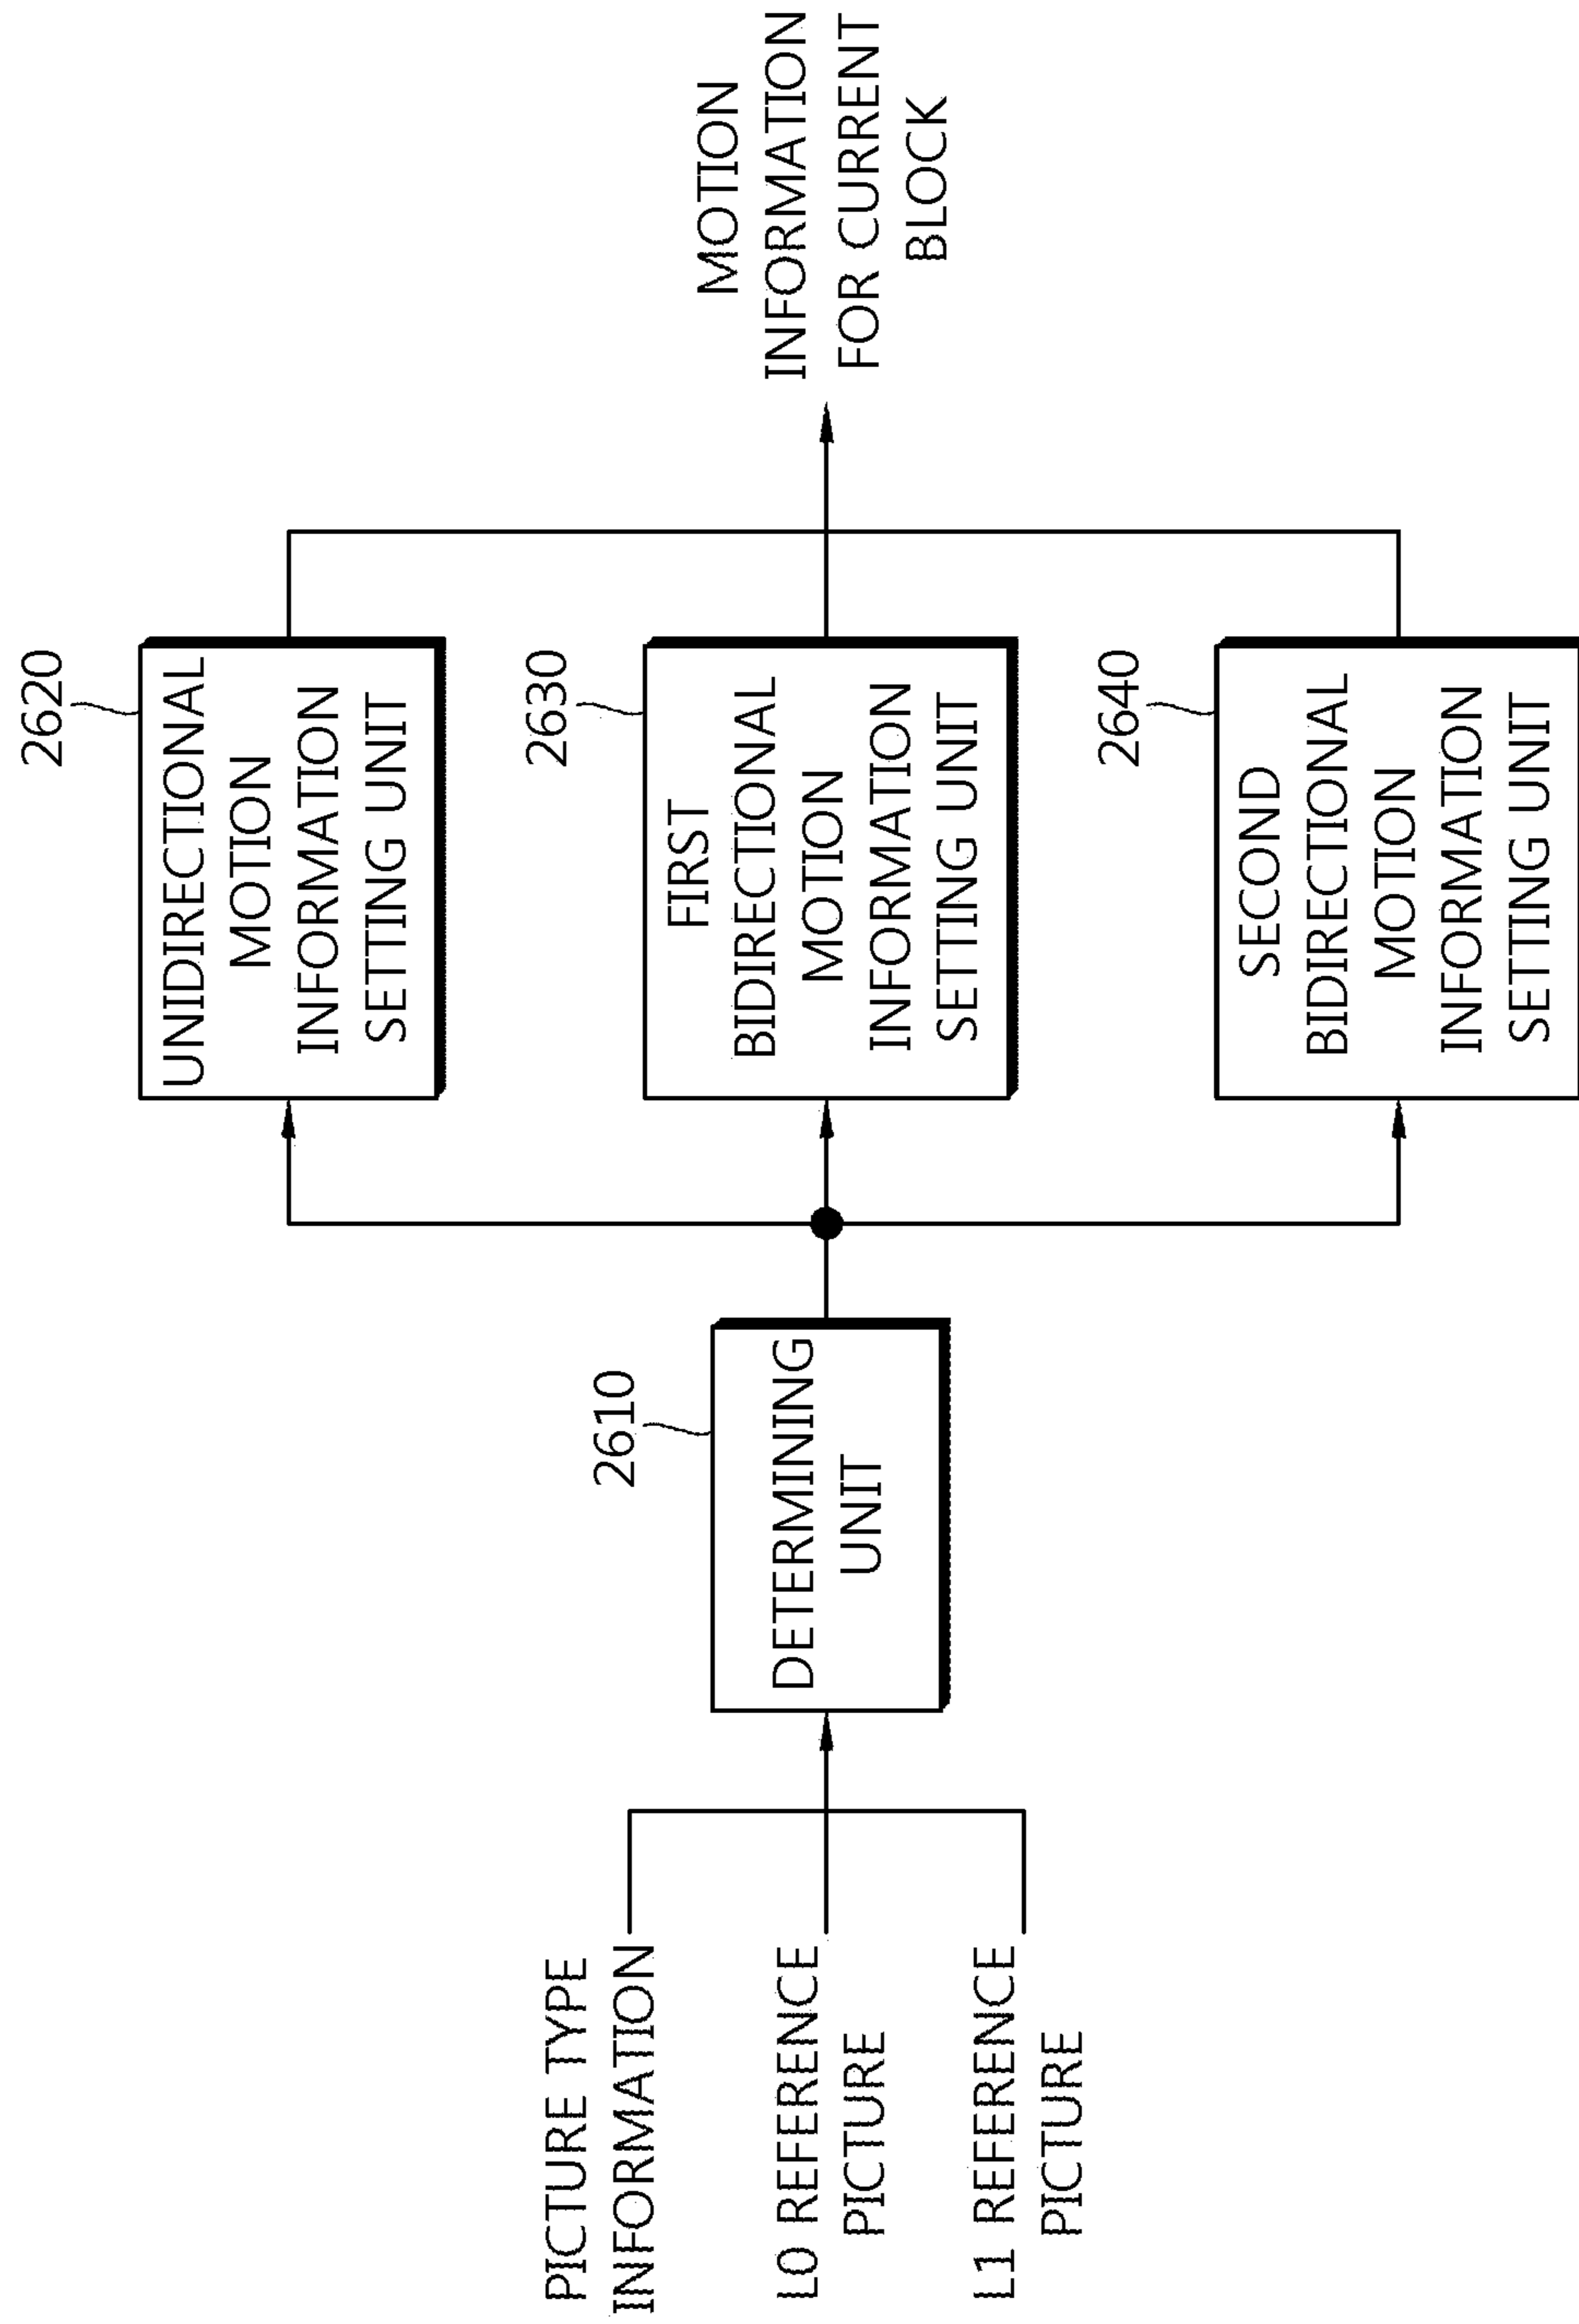 PICTURE TYPE
INFORMATION
L0 REFERENCE
PICTURE
L1 REFERENCE
PICTURE
2610
DETERMINING
UNIT
2620
UNIDIRECTIONAL
MOTION
INFORMATION
SETTING UNIT
2630
FIRST
BIDIRECTIONAL
MOTION
INFORMATION
SETTING UNIT
2640
SECOND
BIDIRECTIONAL
MOTION
INFORMATION
SETTING UNIT
MOTION
INFORMATION
FOR CURRENT
BLOCK